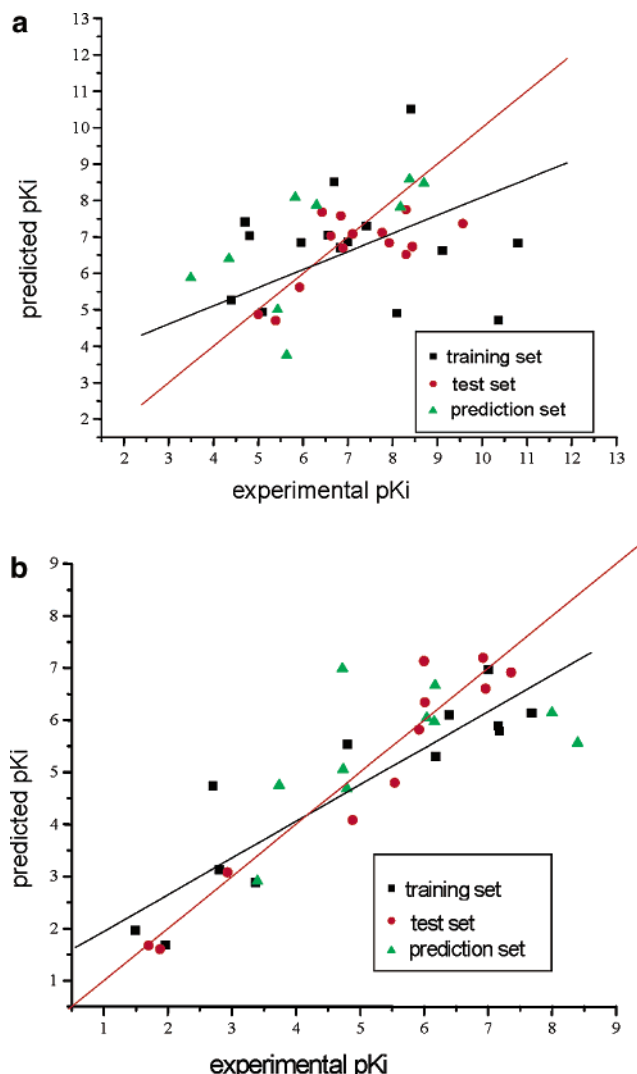 a
13
12
11
10
9
8
7
6
5
4
3
2
predicted pKi
training set
test set
prediction set
2 3 4 5 6 7 8 9 10 11 12 13
experimental pKi
b
9
8
7
6
5
4
3
2
1
predicted pKi
training set
test set
prediction set
1 2 3 4 5 6 7 8 9
experimental pKi